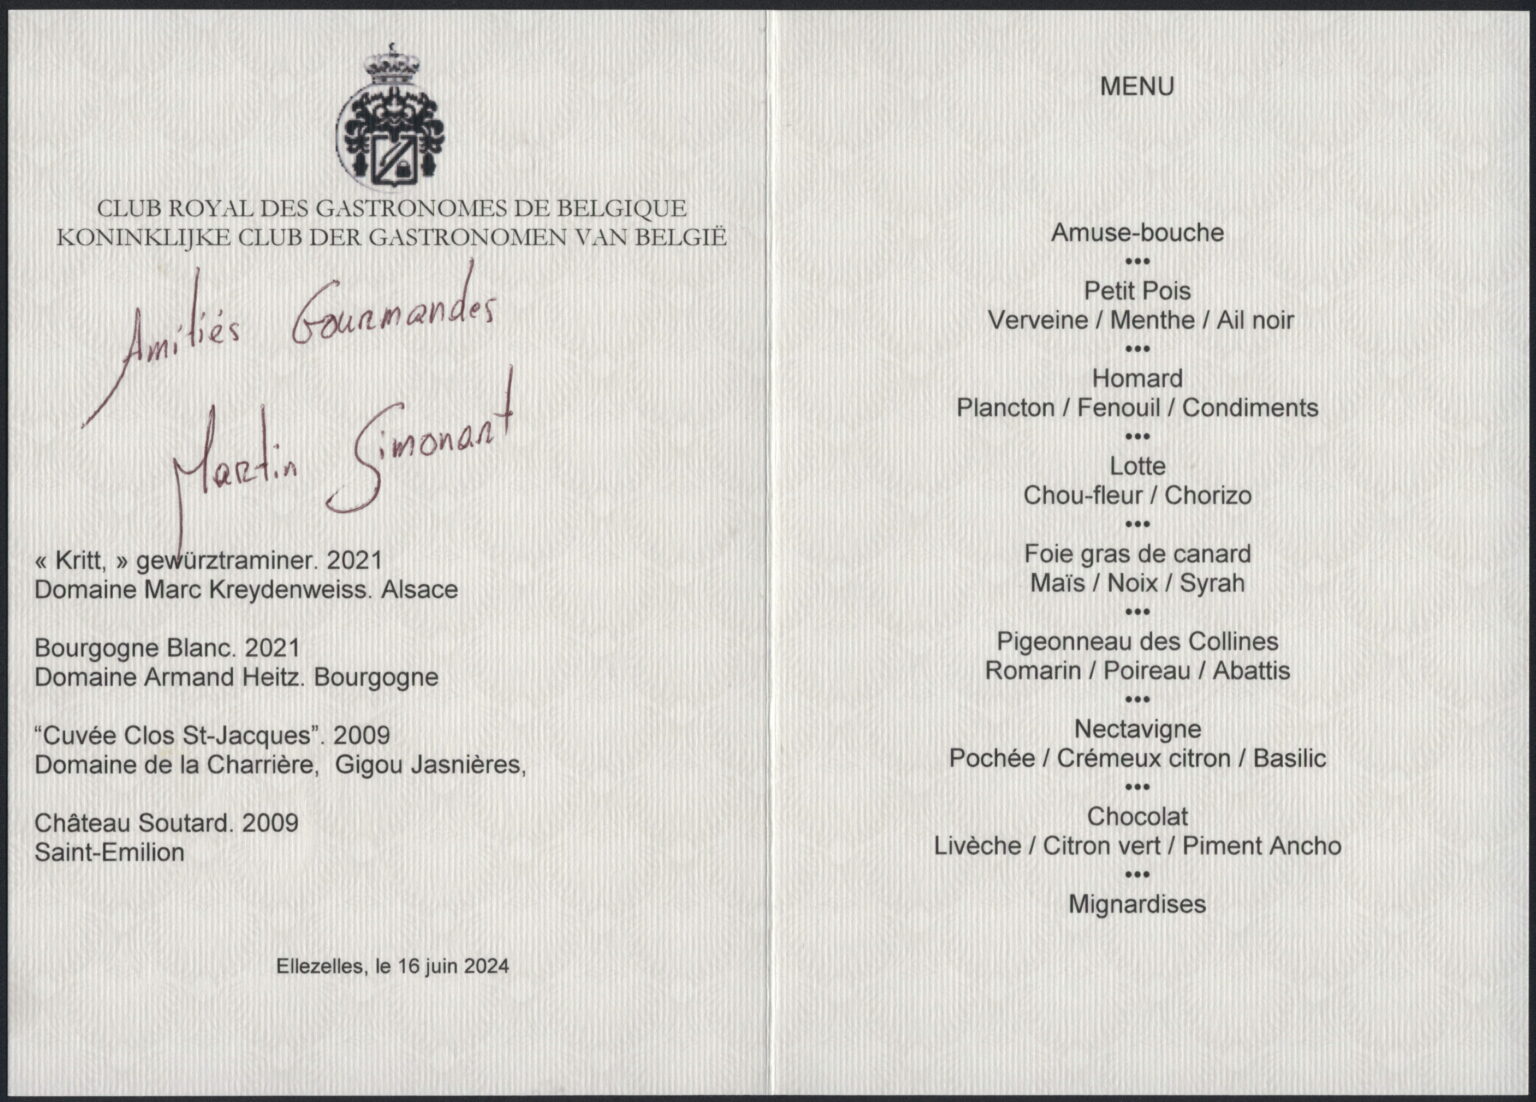 CLUB ROYAL DES GASTRONOMES DE BELGIQUE
KONINKLIJKE CLUB DER GASTRONOMEN VAN BELGIË
Amitiés Gourmandes
Martin Simonart
« Kritt, » gewürztraminer. 2021
Domaine Marc Kreydenweiss. Alsace
Bourgogne Blanc. 2021
Domaine Armand Heitz. Bourgogne
“Cuvée Clos St-Jacques”. 2009
Domaine de la Charrière, Gigou Jasnières,
Château Soutard. 2009
Saint-Emilion
Ellezelles, le 16 juin 2024
MENU
Amuse-bouche
•••
Petit Pois
Verveine / Menthe / Ail noir
•••
Homard
Plancton / Fenouil / Condiments
•••
Lotte
Chou-fleur / Chorizo
•••
Foie gras de canard
Maïs / Noix / Syrah
•••
Pigeonneau des Collines
Romarin / Poireau / Abattis
•••
Nectavigne
Pochée / Crémeux citron / Basilic
•••
Chocolat
Livèche / Citron vert / Piment Ancho
•••
Mignardises